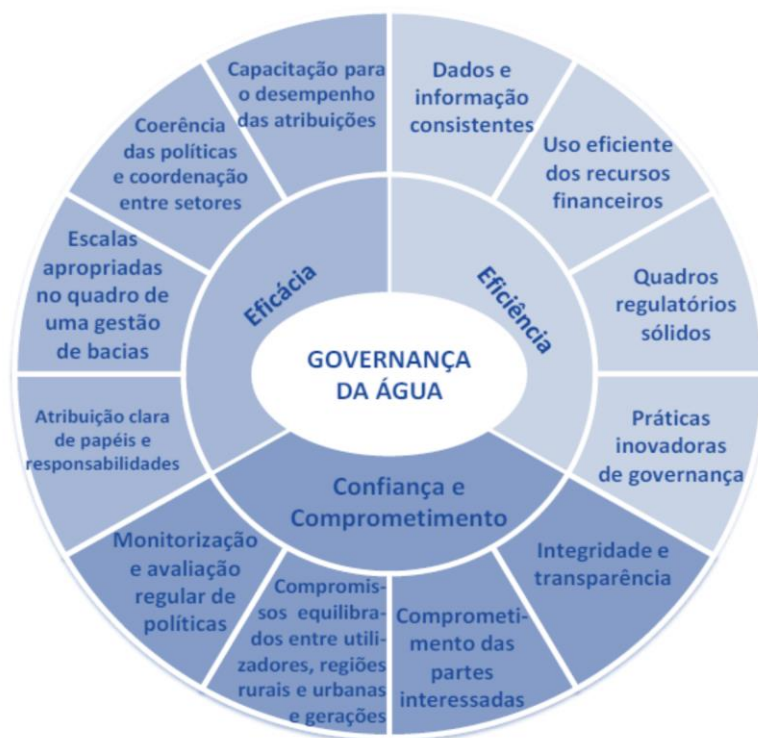 Capacitação para
o desempenho
das atribuições
Dados e
informação
consistentes
Coerência
das políticas
e coordenação
entre setores
Uso eficiente
dos recursos
financeiros
Escalas
apropriadas
no quadro de
uma gestão
de bacias
Eficácia
Eficiência
Quadros
regulatórios
sólidos
GOVERNANÇA
DA ÁGUA
Atribuição clara
de papéis e
responsabilidades
Práticas
inovadoras
de governança
Confiança e
Comprometimento
Monitorização
e avaliação
regular de
políticas
Compromis-
sos equilibra-
dos entre utili-
zadores, regiões
rurais e urbanas
e gerações
Comprometi-
mento das
partes
interessadas
Integridade e
transparência